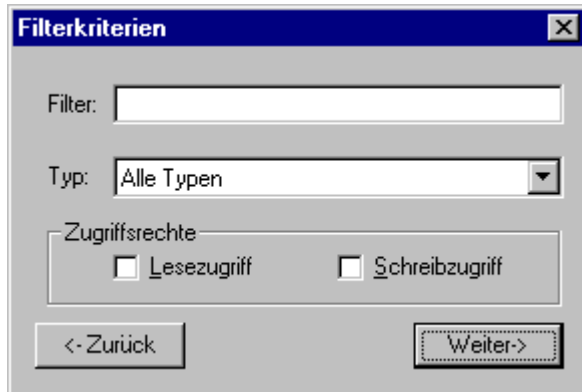 Filterkriterien
Filter:
Typ: Alle Typen
Zugriffsrechte
Lesezugriff Schreibzugriff
<-Zurück Weiter->